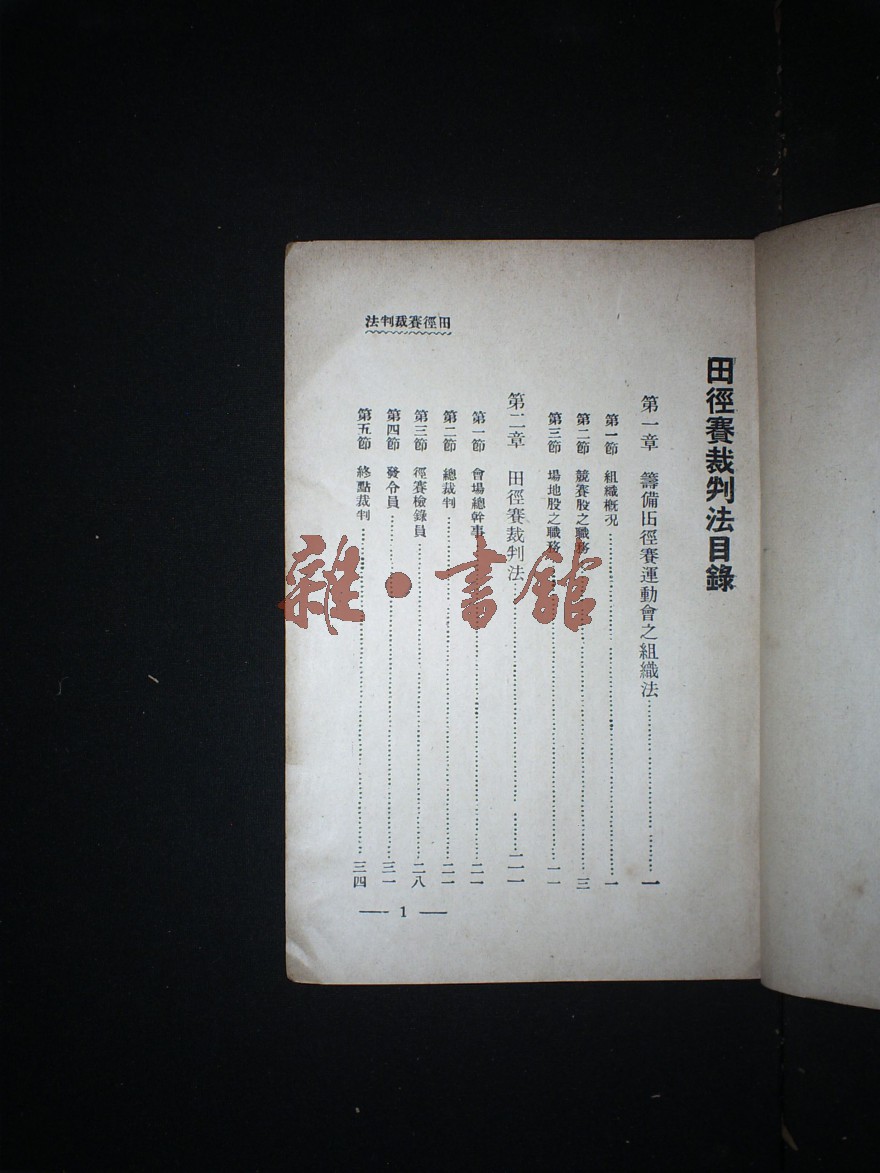 田徑賽裁判法目錄
第一章 籌備田徑賽運動會之組織法……一
第一節 組織概况……一
第二節 競賽股之職務……三
第三節 場地股之職務……一一
第二章 田徑賽裁判法……二一
第一節 會場總幹事……二一
第二節 總裁判……二一
第三節 徑賽檢錄員……二八
第四節 發令員……三一
第五節 終點裁判……三四
田徑賽裁判法
— 1 —
雜·書館